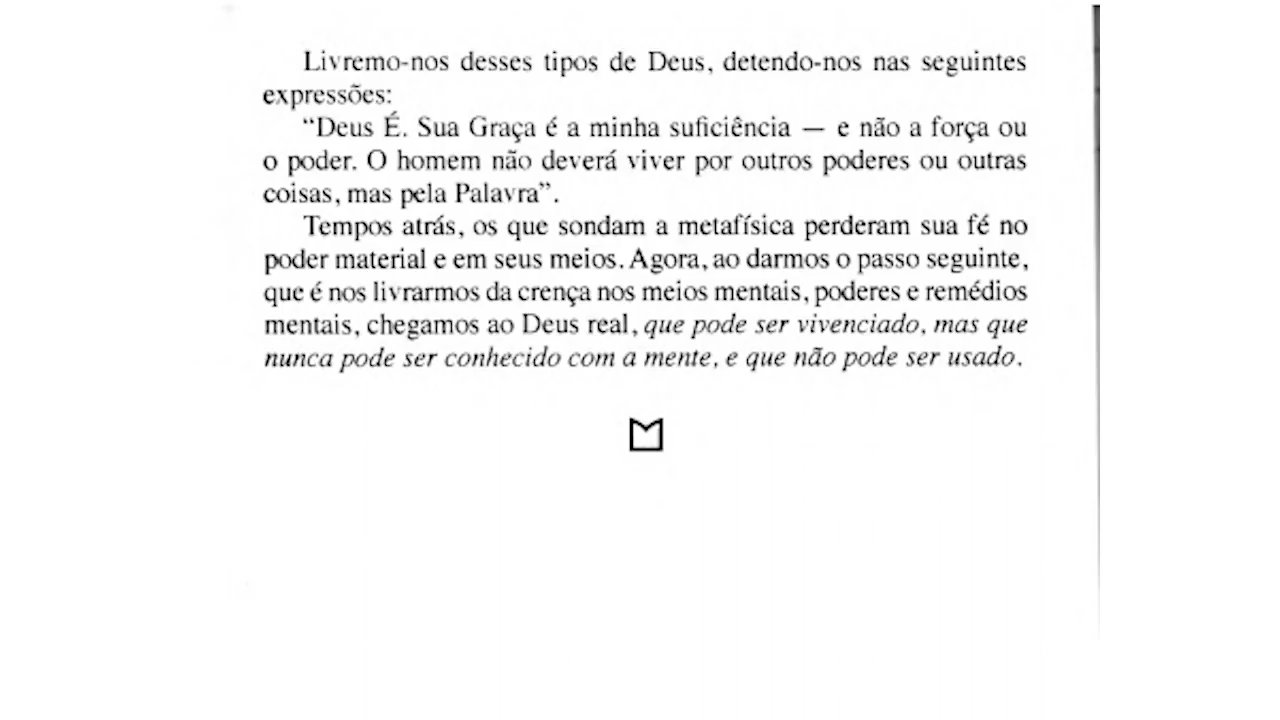 Livremo-nos desses tipos de Deus, detendo-nos nas seguintes
expressões:
“Deus É. Sua Graça é a minha suficiência — e não a força ou
o poder. O homem não deverá viver por outros poderes ou outras
coisas, mas pela Palavra”.
Tempos atrás, os que sondam a metafísica perderam sua fé no
poder material e em seus meios. Agora, ao darmos o passo seguinte,
que é nos livrarmos da crença nos meios mentais, poderes e remédios
mentais, chegamos ao Deus real, que pode ser vivenciado, mas que
nunca pode ser conhecido com a mente, e que não pode ser usado.